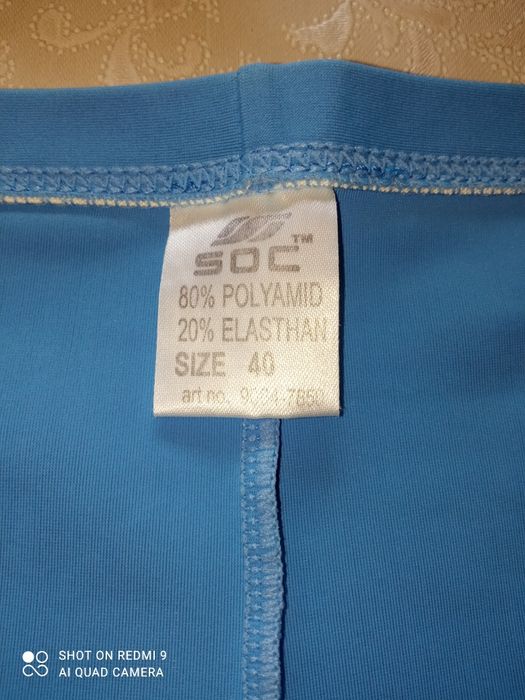 SOC™
80% POLYAMID
20% ELASTHAN
SIZE 40
art no.
SHOT ON REDMI 9
AI QUAD CAMERA